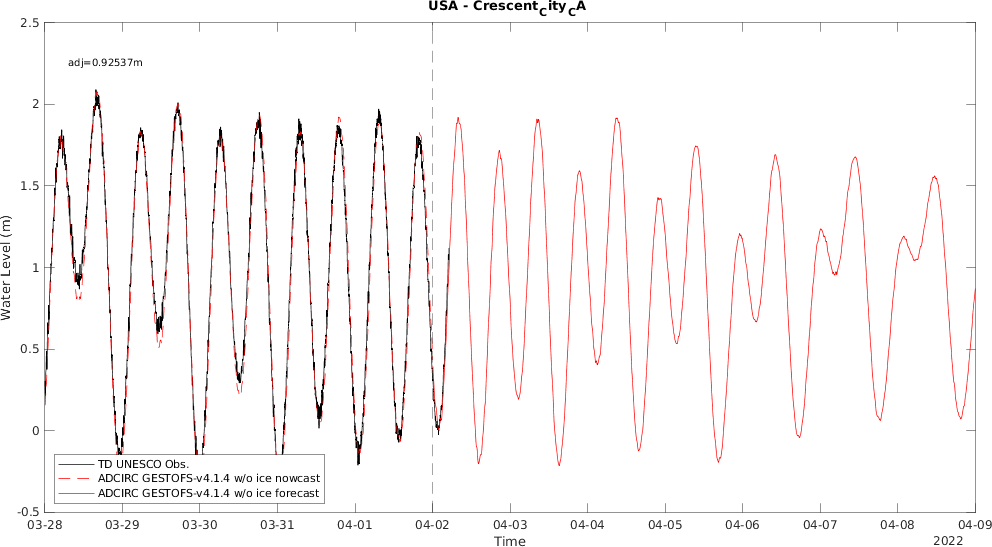 USA - Crescent_City_CA
adj=0.92537m
Water Level (m)
2.5
2
1.5
1
0.5
0
-0.5
TD UNESCO Obs.
ADCIRC GESTOFS-v4.1.4 w/o ice nowcast
ADCIRC GESTOFS-v4.1.4 w/o ice forecast
03-28 03-29 03-30 03-31 04-01 04-02 04-03 04-04 04-05 04-06 04-07 04-08 04-09
Time
2022